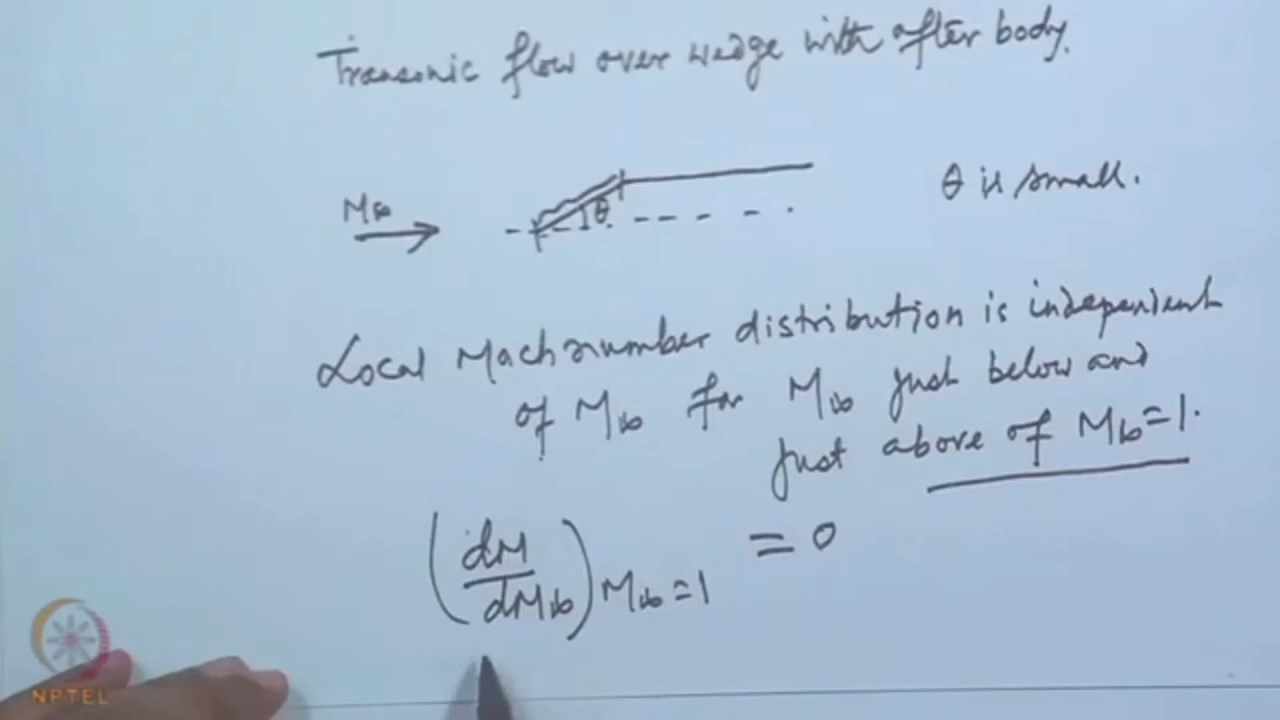 Transonic flow over wedge with after body.
M∞
θ
θ is small.
Local Mach number distribution is independent
of M∞ for M∞ just below and
just above of M∞=1.
(dM/dM∞)M∞=1 = 0
NPTEL